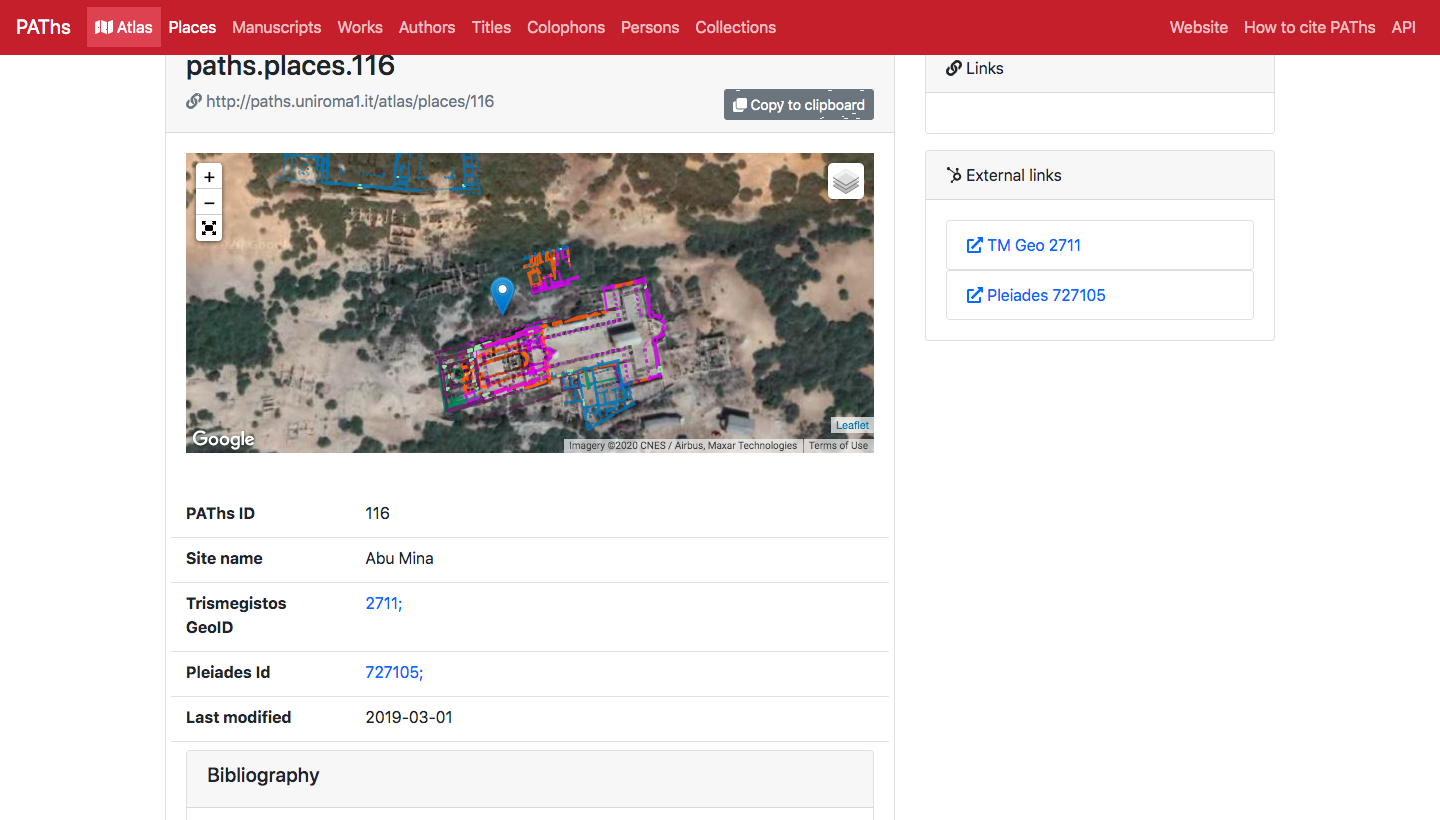 PAThs Atlas Places Manuscripts Works Authors Titles Colophons Persons Collections Website How to cite PAThs API
paths.places.116
http://paths.uniroma1.it/atlas/places/116
Copy to clipboard
+
−
Google
Leaflet
Imagery ©2020 CNES / Airbus, Maxar Technologies Terms of Use
PAThs ID 116
Site name Abu Mina
Trismegistos GeoID 2711;
Pleiades Id 727105;
Last modified 2019-03-01
Bibliography
Links
External links
TM Geo 2711
Pleiades 727105